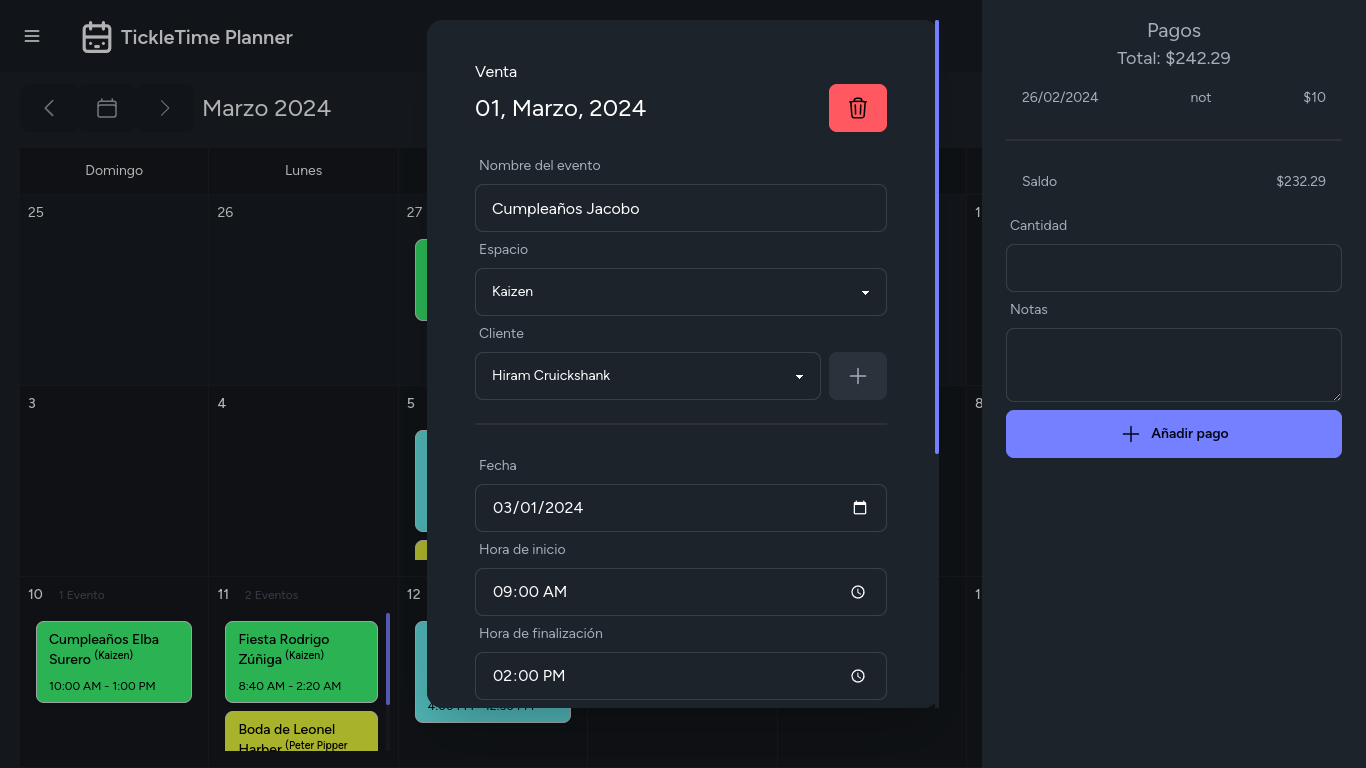 TickleTime Planner
Marzo 2024
Domingo
Lunes
25
26
27
1
3
4
5
8
10
1 Evento
11
2 Eventos
12
1
Cumpleaños Elba
Surero (Kaizen)
10:00 AM - 1:00 PM
Fiesta Rodrigo
Zúñiga (Kaizen)
8:40 AM - 2:20 AM
Boda de Leonel
Harber (Peter Pipper
Venta
01, Marzo, 2024
Nombre del evento
Cumpleaños Jacobo
Espacio
Kaizen
Cliente
Hiram Cruickshank
Fecha
03/01/2024
Hora de inicio
09:00 AM
Hora de finalización
02:00 PM
Pagos
Total: $242.29
26/02/2024 not $10
Saldo $232.29
Cantidad
Notas
Añadir pago